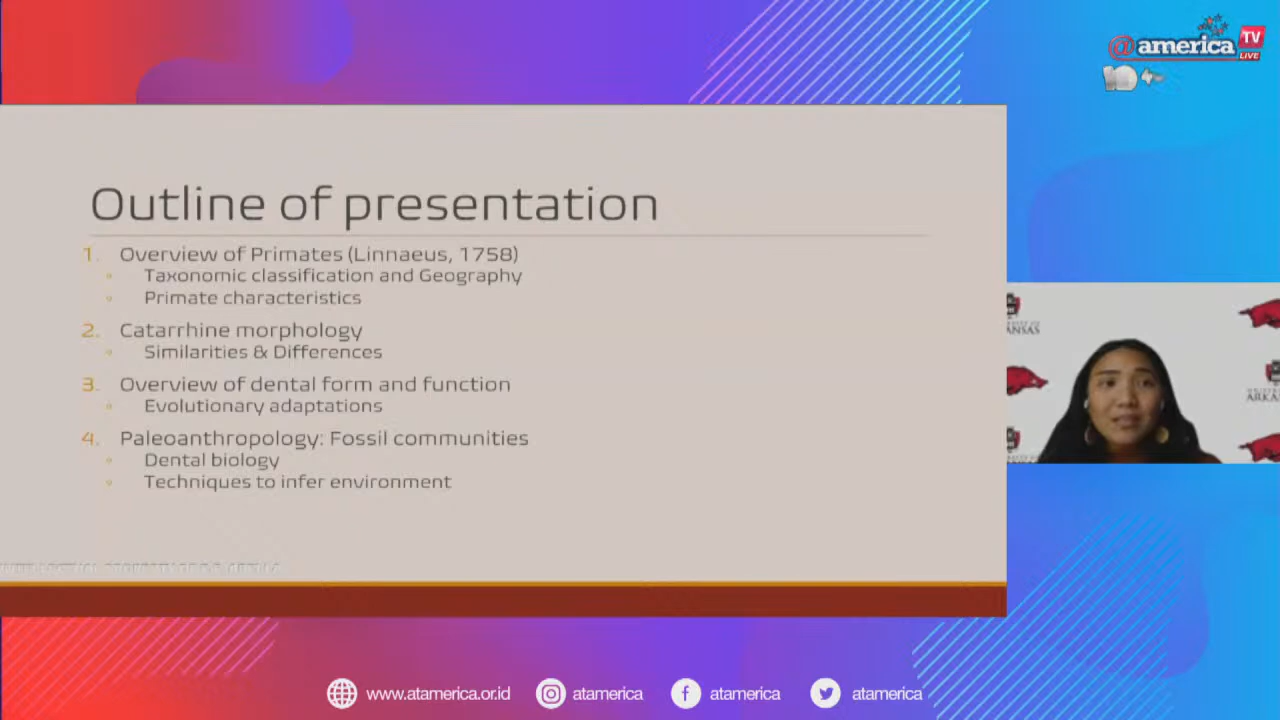 @america TV
LIVE
Outline of presentation
1. Overview of Primates (Linnaeus, 1758)
◦ Taxonomic classification and Geography
◦ Primate characteristics
2. Catarrhine morphology
◦ Similarities & Differences
3. Overview of dental form and function
◦ Evolutionary adaptations
4. Paleoanthropology: Fossil communities
◦ Dental biology
◦ Techniques to infer environment
www.atamerica.or.id atamerica atamerica atamerica